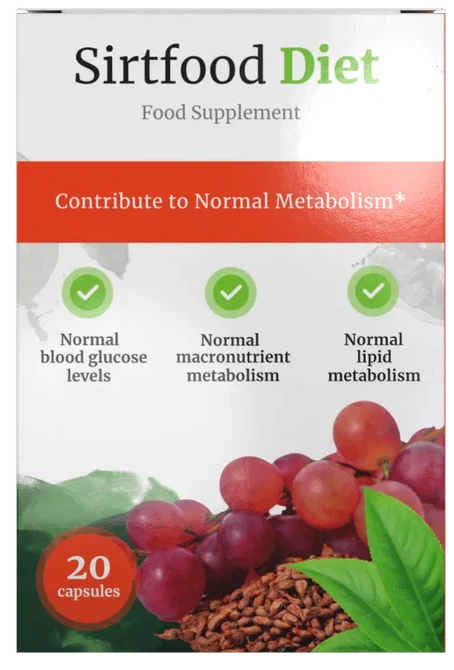 Sirtfood Diet
Food Supplement
Contribute to Normal Metabolism*
Normal
blood glucose
levels
Normal
macronutrient
metabolism
Normal
lipid
metabolism
20
capsules